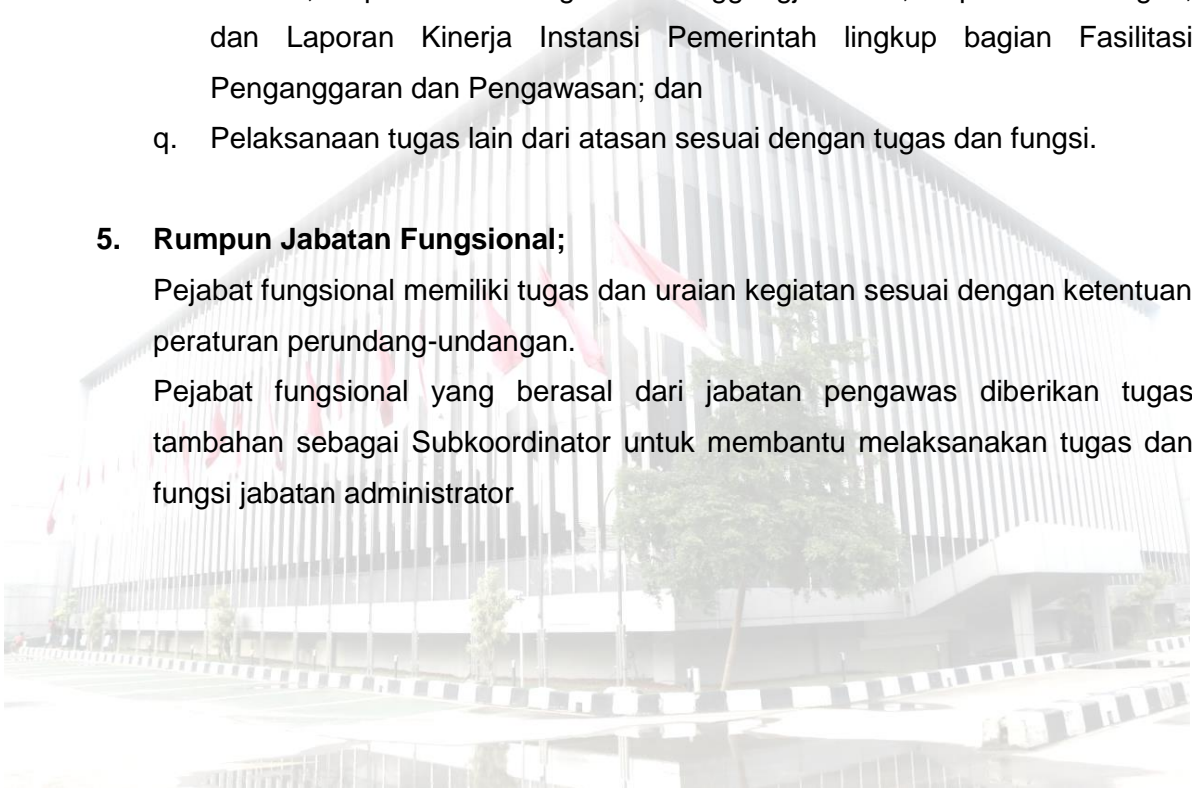 dan Laporan Kinerja Instansi Pemerintah lingkup bagian Fasilitasi
Penganggaran dan Pengawasan; dan
q. Pelaksanaan tugas lain dari atasan sesuai dengan tugas dan fungsi.
5. Rumpun Jabatan Fungsional;
Pejabat fungsional memiliki tugas dan uraian kegiatan sesuai dengan ketentuan
peraturan perundang-undangan.
Pejabat fungsional yang berasal dari jabatan pengawas diberikan tugas
tambahan sebagai Subkoordinator untuk membantu melaksanakan tugas dan
fungsi jabatan administrator